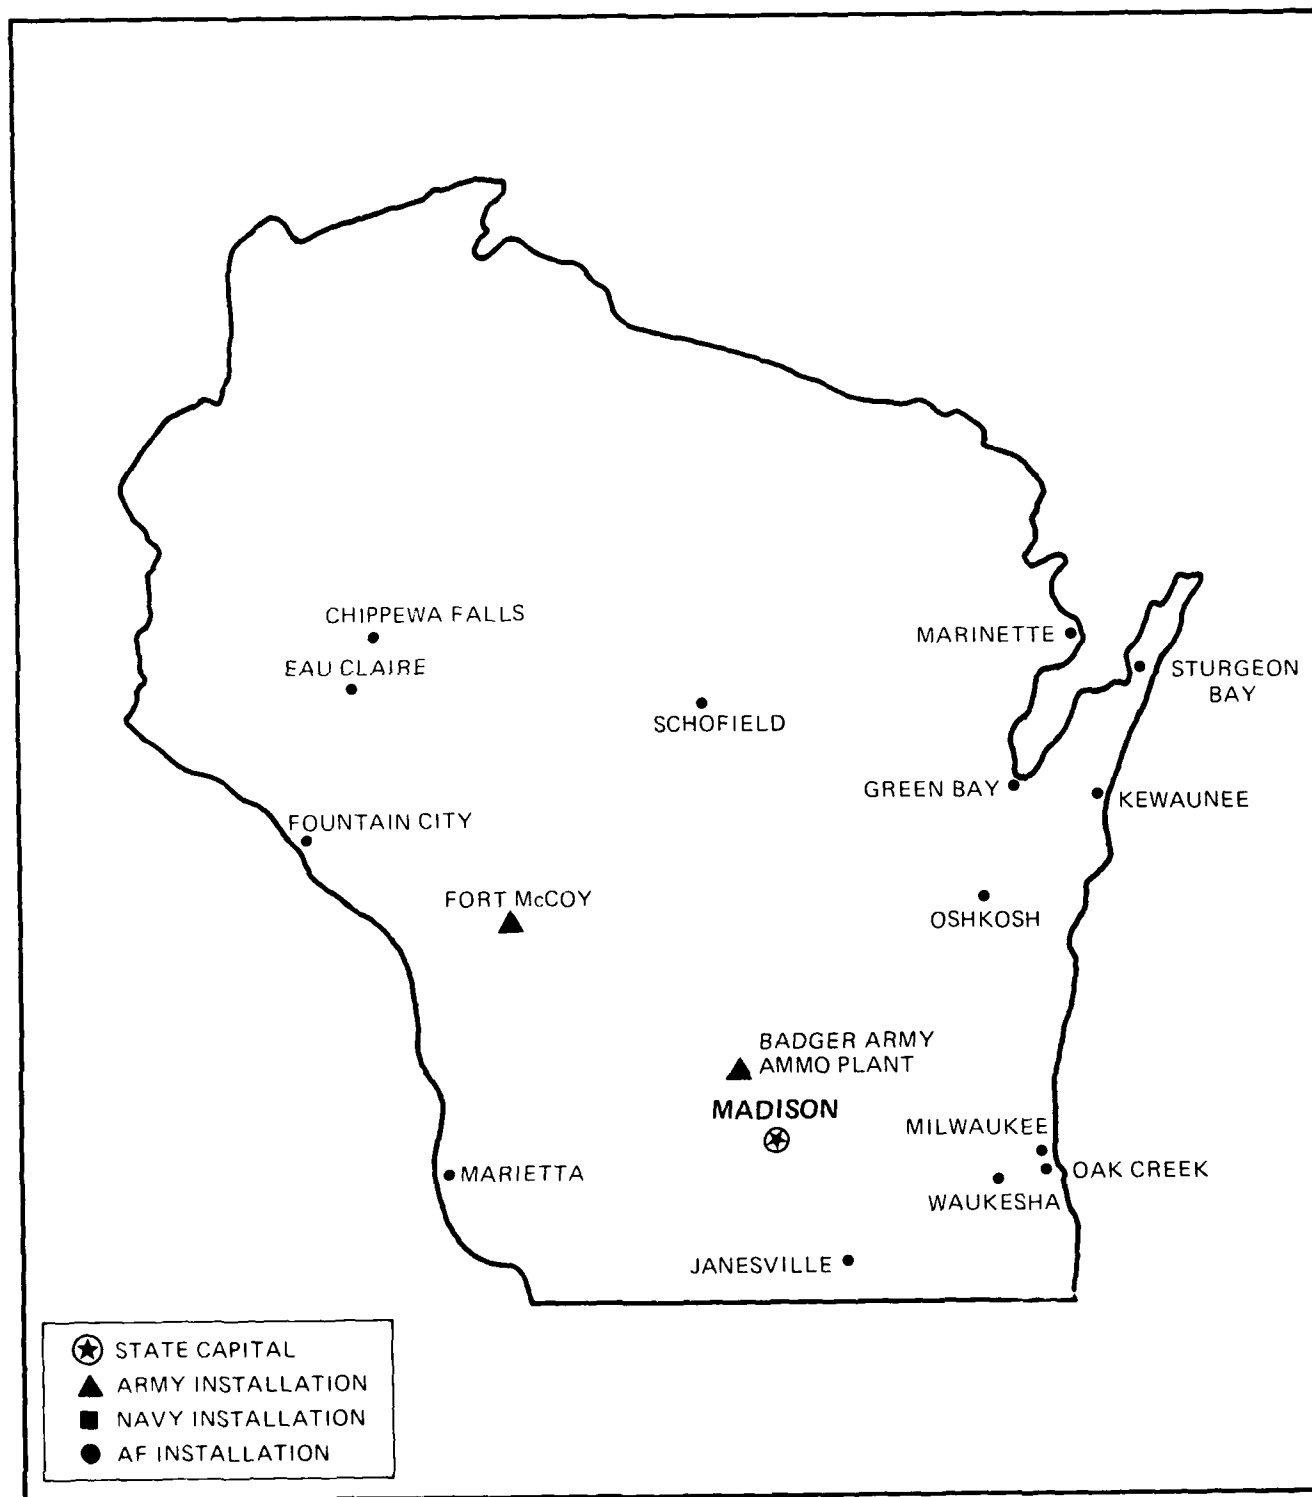 CHIPPEWA FALLS
EAU CLAIRE
MARINETTE
STURGEON
BAY
SCHOFIELD
GREEN BAY
KEWAUNEE
FOUNTAIN CITY
FORT McCOY
OSHKOSH
BADGER ARMY
AMMO PLANT
MADISON
MILWAUKEE
OAK CREEK
MARIETTA
WAUKESHA
JANESVILLE
STATE CAPITAL
ARMY INSTALLATION
NAVY INSTALLATION
AF INSTALLATION